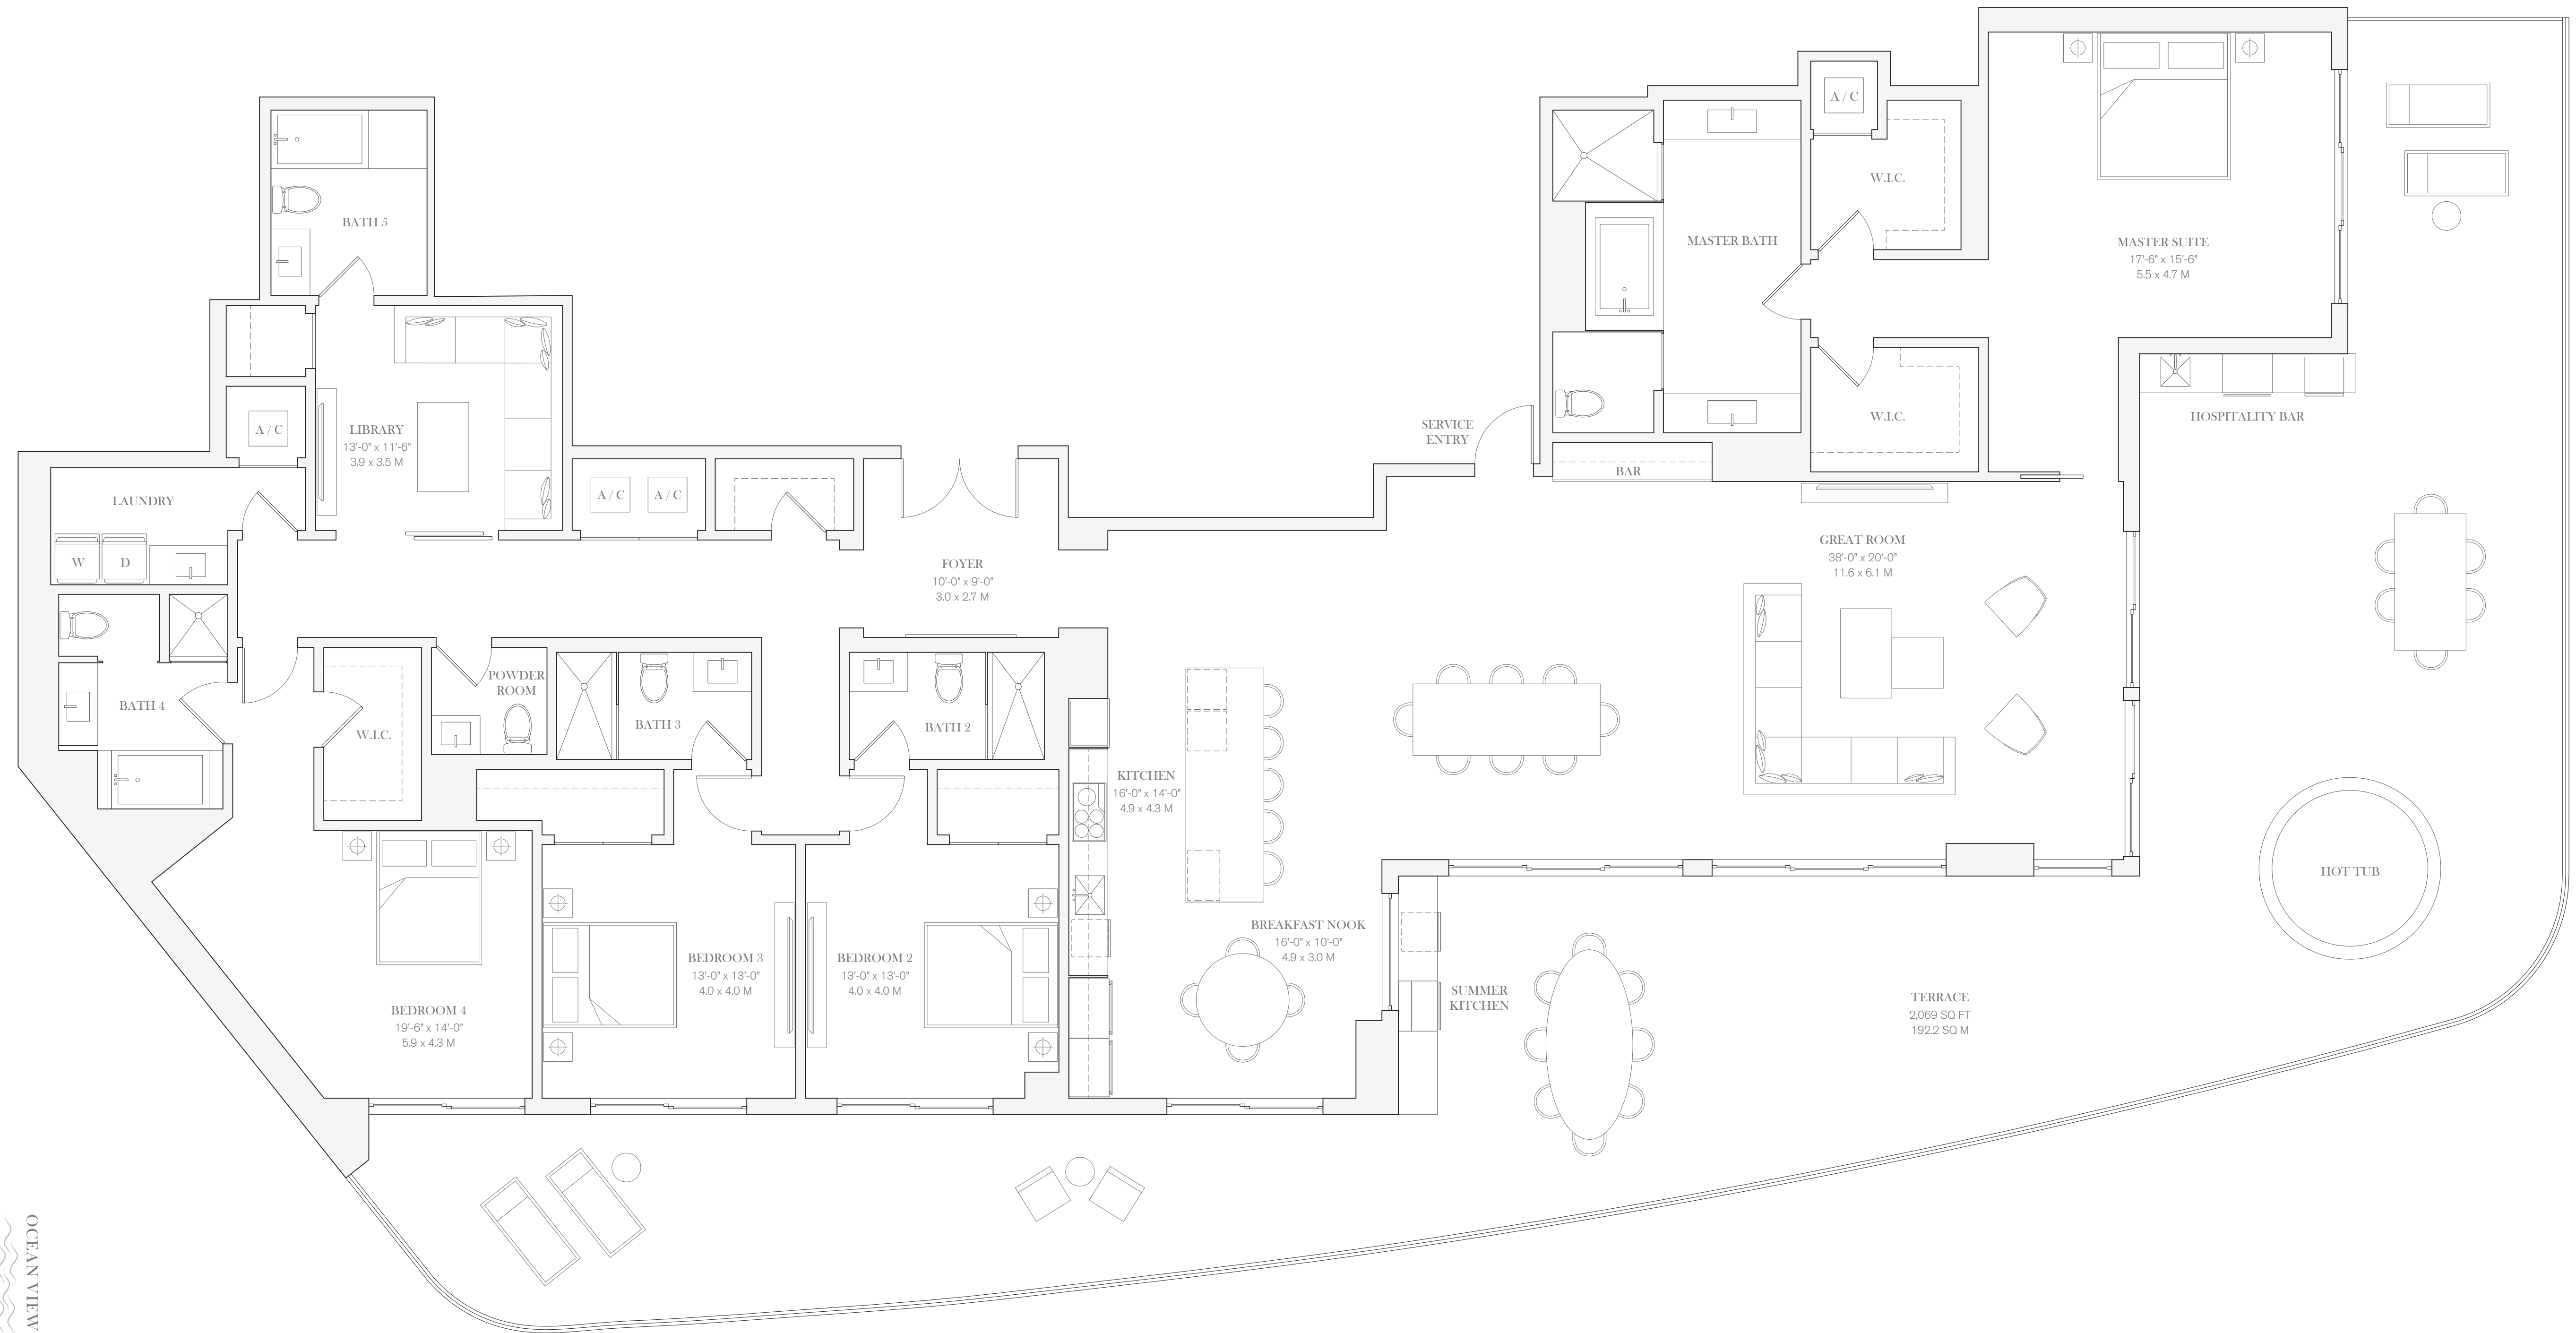 A / C
BATH 5
W.I.C.
MASTER BATH
MASTER SUITE
17'-6" x 15'-6"
5.5 x 4.7 M
A / C
LIBRARY
13'-0" x 11'-6"
3.9 x 3.5 M
SERVICE
ENTRY
W.I.C.
HOSPITALITY BAR
BAR
LAUNDRY
A / C
A / C
W
D
FOYER
10'-0" x 9'-0"
3.0 x 2.7 M
GREAT ROOM
38'-0" x 20'-0"
11.6 x 6.1 M
POWDER
ROOM
BATH 4
W.I.C.
BATH 3
BATH 2
KITCHEN
16'-0" x 14'-0"
4.9 x 4.3 M
HOT TUB
BREAKFAST NOOK
16'-0" x 10'-0"
4.9 x 3.0 M
BEDROOM 3
13'-0" x 13'-0"
4.0 x 4.0 M
BEDROOM 2
13'-0" x 13'-0"
4.0 x 4.0 M
BEDROOM 4
19'-6" x 14'-0"
5.9 x 4.3 M
SUMMER
KITCHEN
TERRACE
2,069 SQ FT
192.2 SQ M
OCEAN VIEW